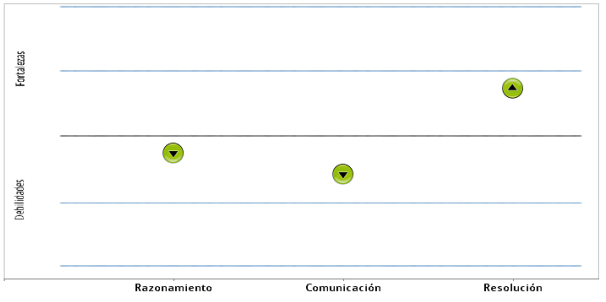 Fortalezas
Debilidades
Razonamiento Comunicación Resolución